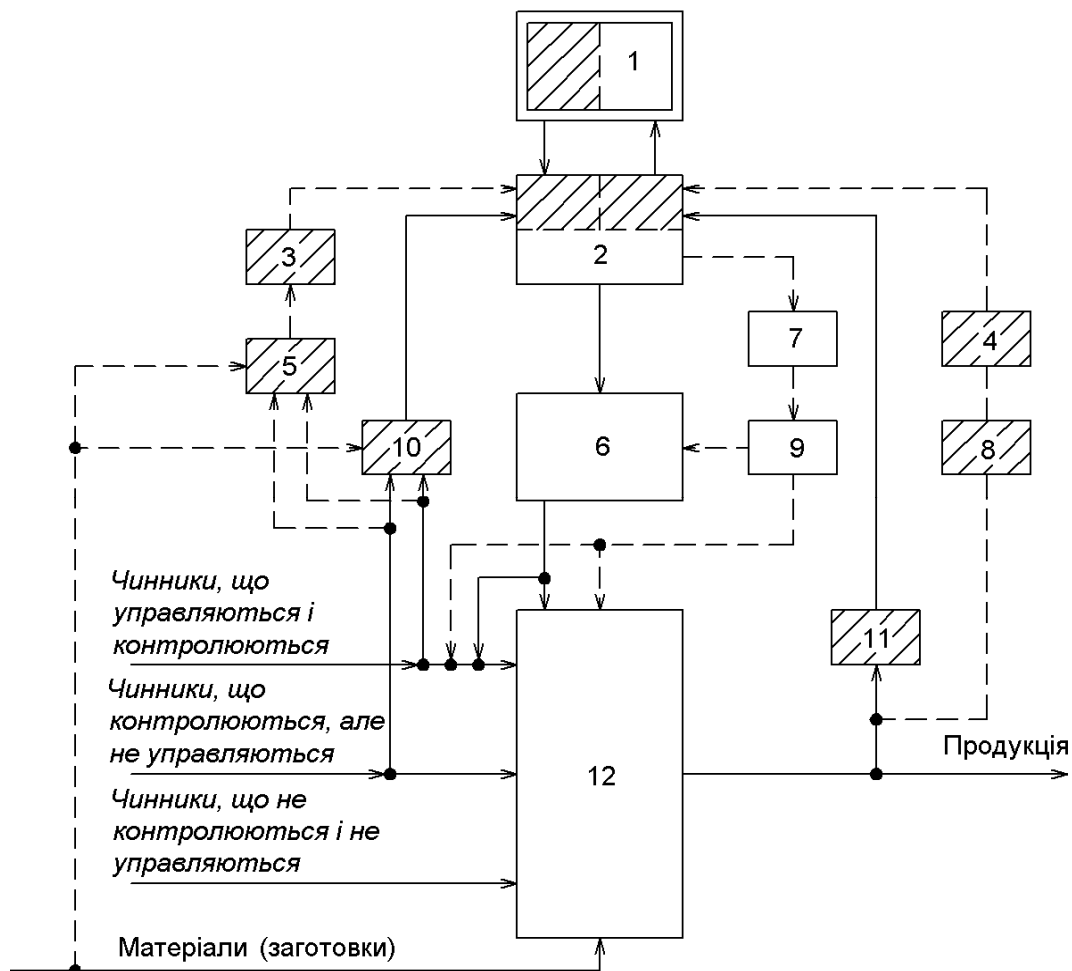 1
2
3
7
4
5
6
9
8
10
Чинники, що
управляються і
контролюються
11
Чинники, що
контролюються, але
не управляються
Продукція
12
Чинники, що не
контролюються і не
управляються
Матеріали (заготовки)